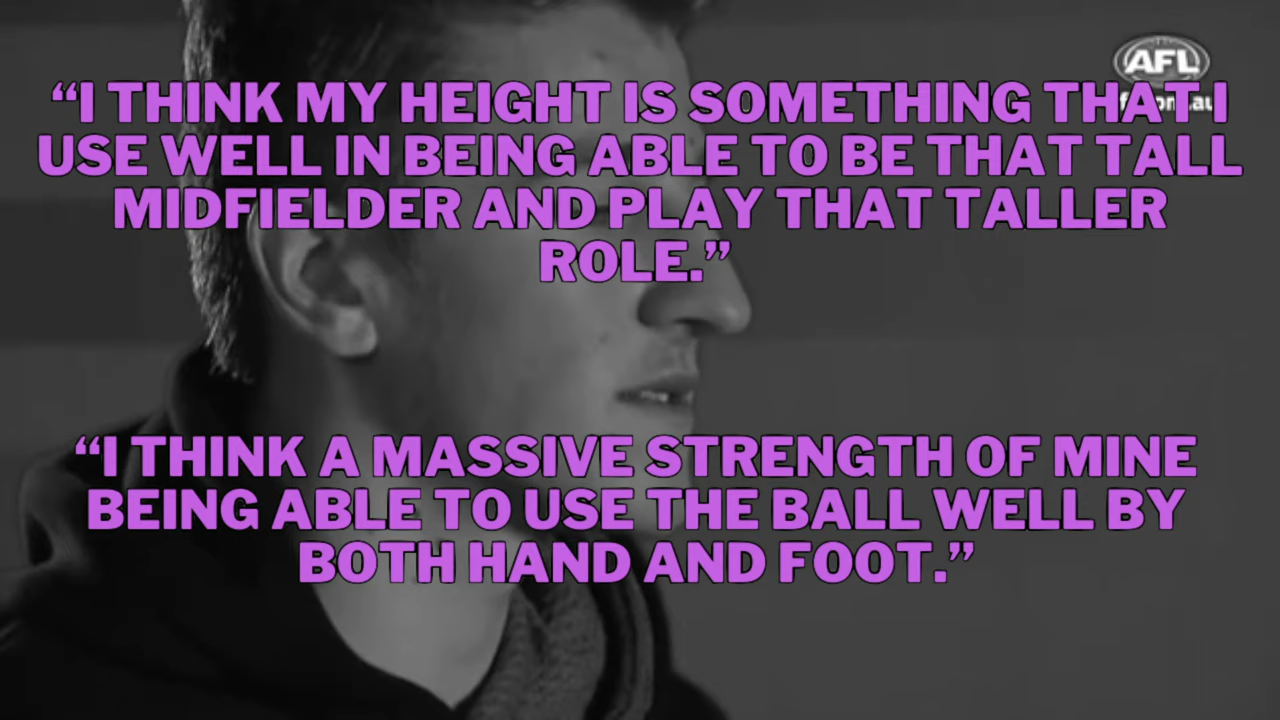 AFL
“I THINK MY HEIGHT IS SOMETHING THAT I
USE WELL IN BEING ABLE TO BE THAT TALL
MIDFIELDER AND PLAY THAT TALLER
ROLE.”
“I THINK A MASSIVE STRENGTH OF MINE
BEING ABLE TO USE THE BALL WELL BY
BOTH HAND AND FOOT.”